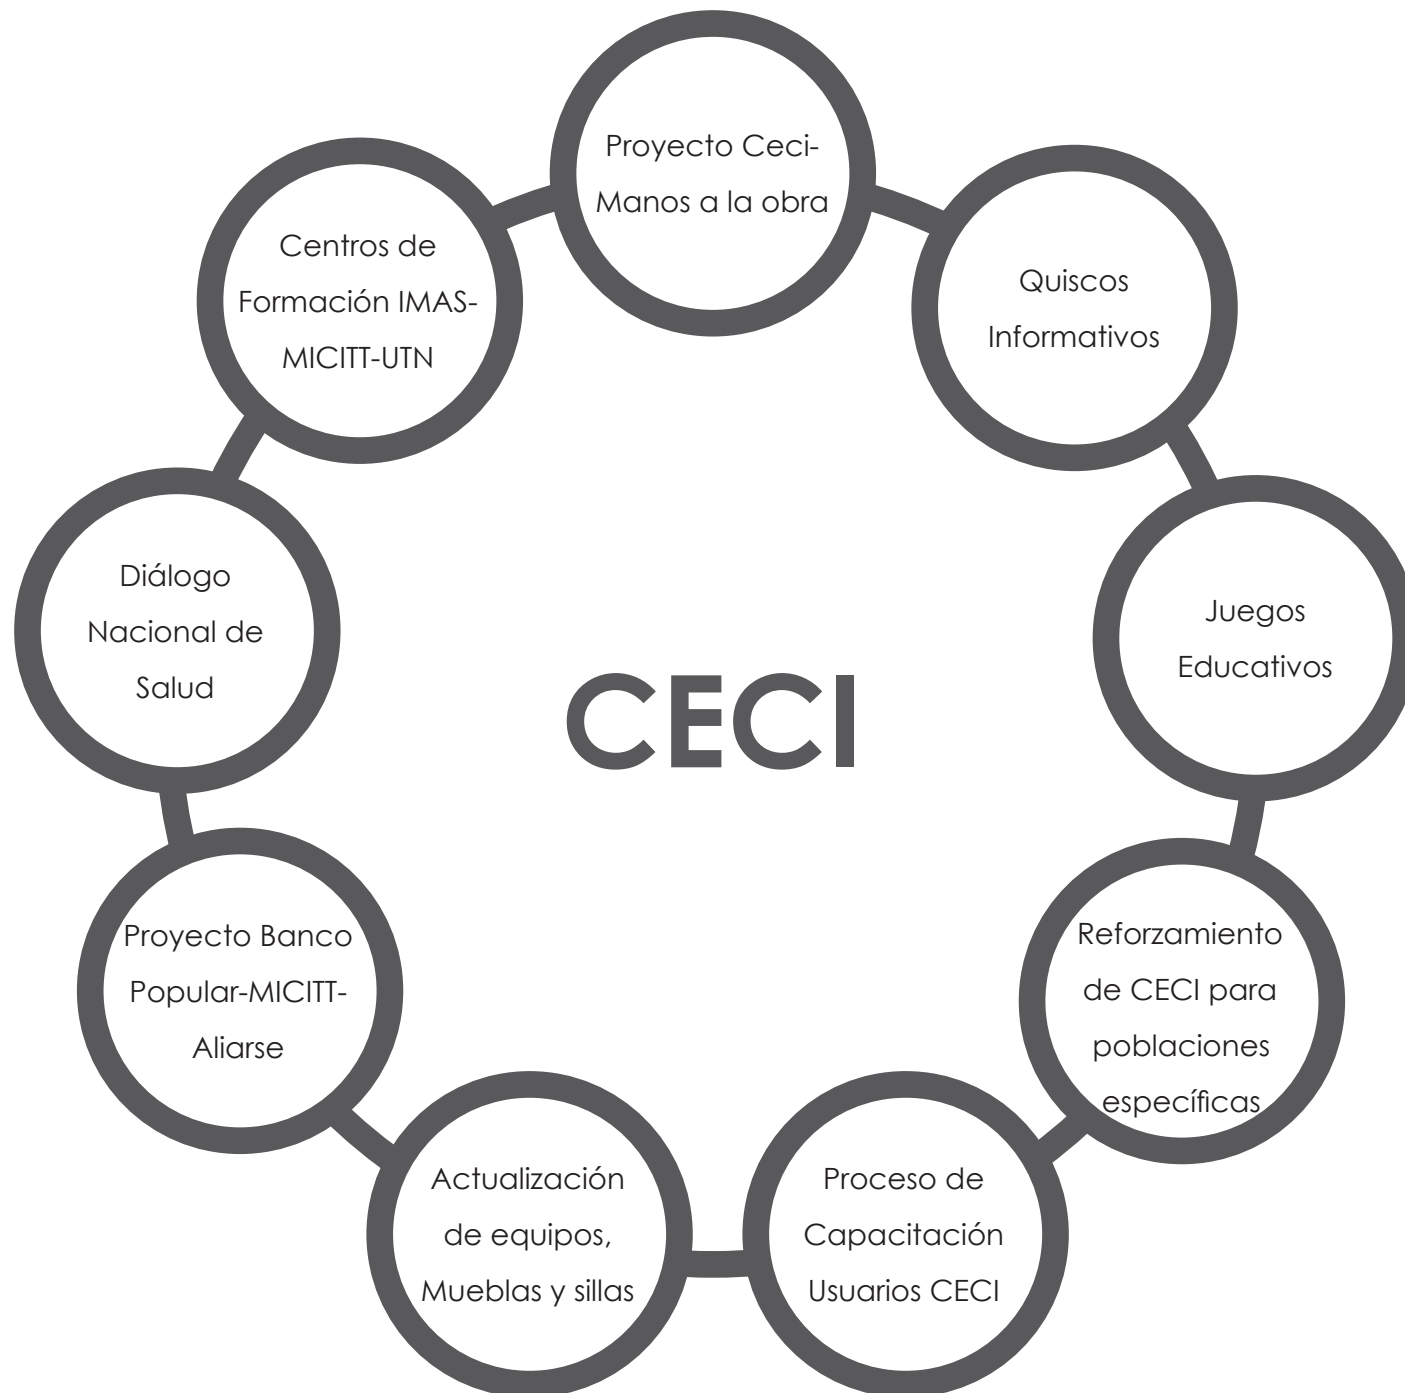 Proyecto Ceci-
Manos a la obra
Quiscos
Informativos
Juegos
Educativos
Reforzamiento
de CECI para
poblaciones
específicas
Proceso de
Capacitación
Usuarios CECI
Actualización
de equipos,
Mueblas y sillas
Proyecto Banco
Popular-MICITT-
Aliarse
Diálogo
Nacional de
Salud
Centros de
Formación IMAS-
MICITT-UTN
CECI